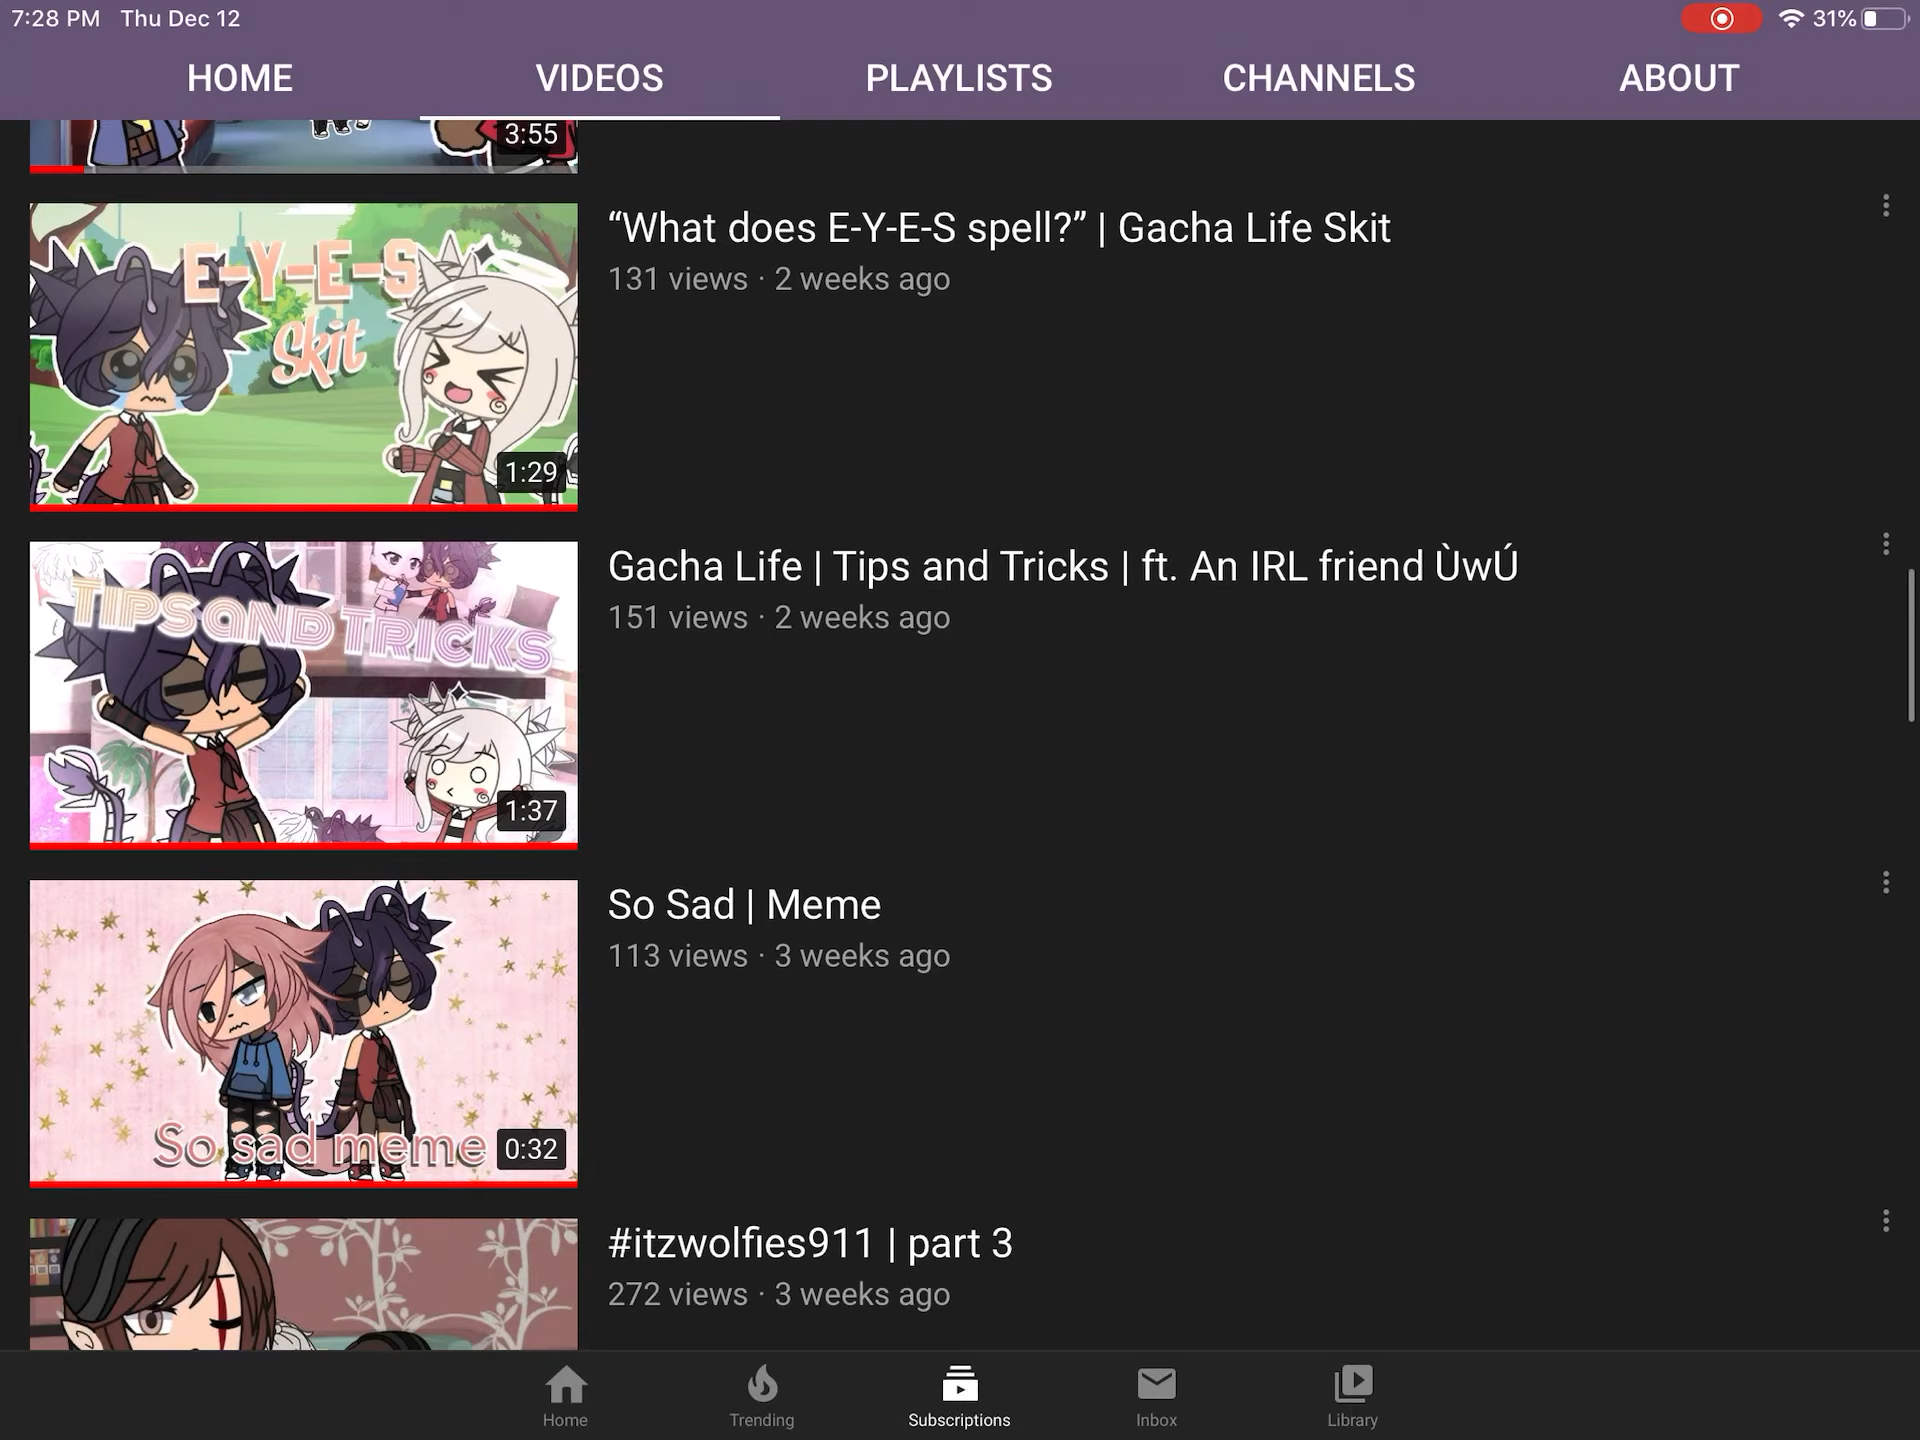 7:28 PM Thu Dec 12 31%
HOME VIDEOS PLAYLISTS CHANNELS ABOUT
3:55
E-Y-E-S
Skit
1:29
“What does E-Y-E-S spell?” | Gacha Life Skit
131 views · 2 weeks ago
TIPS AND TRICKS
1:37
Gacha Life | Tips and Tricks | ft. An IRL friend ÙwÚ
151 views · 2 weeks ago
So sad meme
0:32
So Sad | Meme
113 views · 3 weeks ago
#itzwolfies911 | part 3
272 views · 3 weeks ago
Home Trending Subscriptions Inbox Library